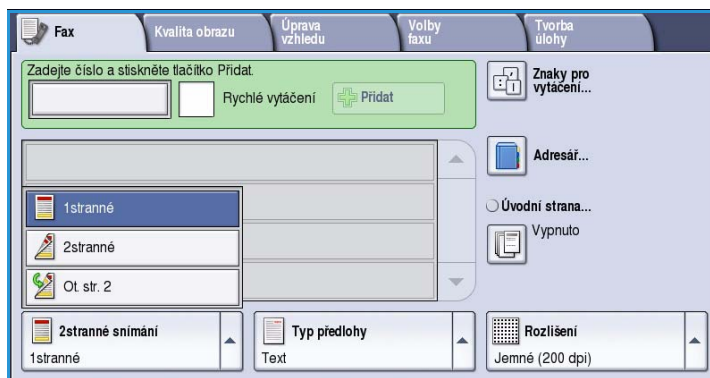 Fax
Kvalita obrazu
Úprava
vzhledu
Volby
faxu
Tvorba
úlohy
Zadejte číslo a stiskněte tlačítko Přidat.
Rychlé vytáčení
Přidat
Znaky pro
vytáčení...
Adresář...
1stranné
2stranné
Ot. str. 2
Úvodní strana...
Vypnuto
2stranné snímání
1stranné
Typ předlohy
Text
Rozlišení
Jemné (200 dpi)